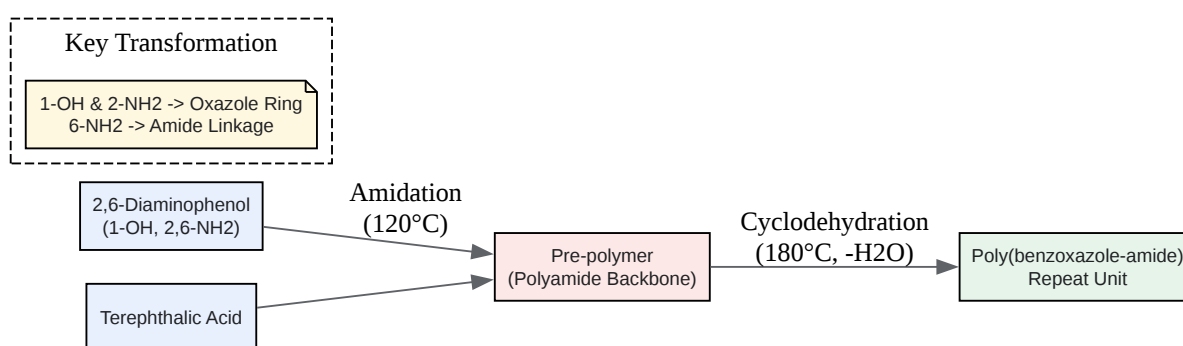 Key Transformation
1-OH & 2-NH2 -> Oxazole Ring
6-NH2 -> Amide Linkage
2,6-Diaminophenol
(1-OH, 2,6-NH2)
Amidation
(120°C)
Terephthalic Acid
Pre-polymer
(Polyamide Backbone)
Cyclodehydration
(180°C, -H2O)
Poly(benzoxazole-amide)
Repeat Unit